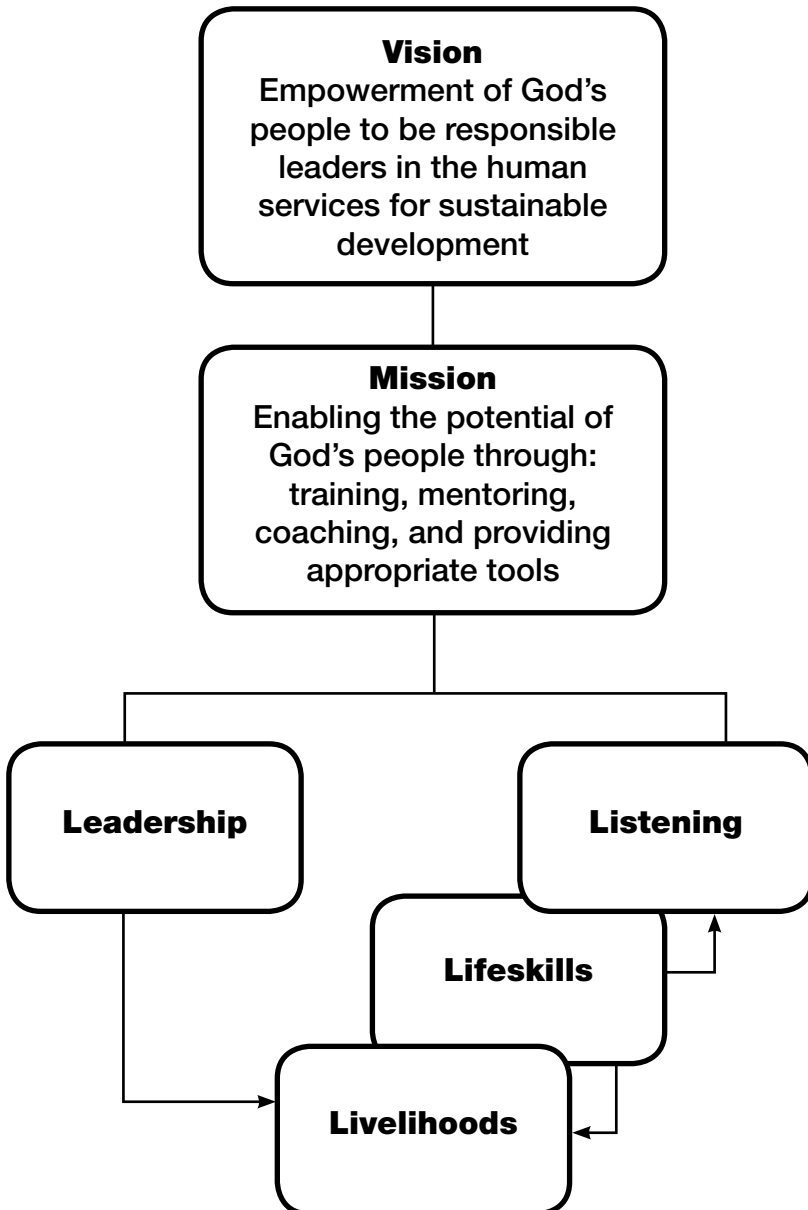 Vision
Empowerment of God’s
people to be responsible
leaders in the human
services for sustainable
development
Mission
Enabling the potential of
God’s people through:
training, mentoring,
coaching, and providing
appropriate tools
Leadership
Listening
Lifeskills
Livelihoods